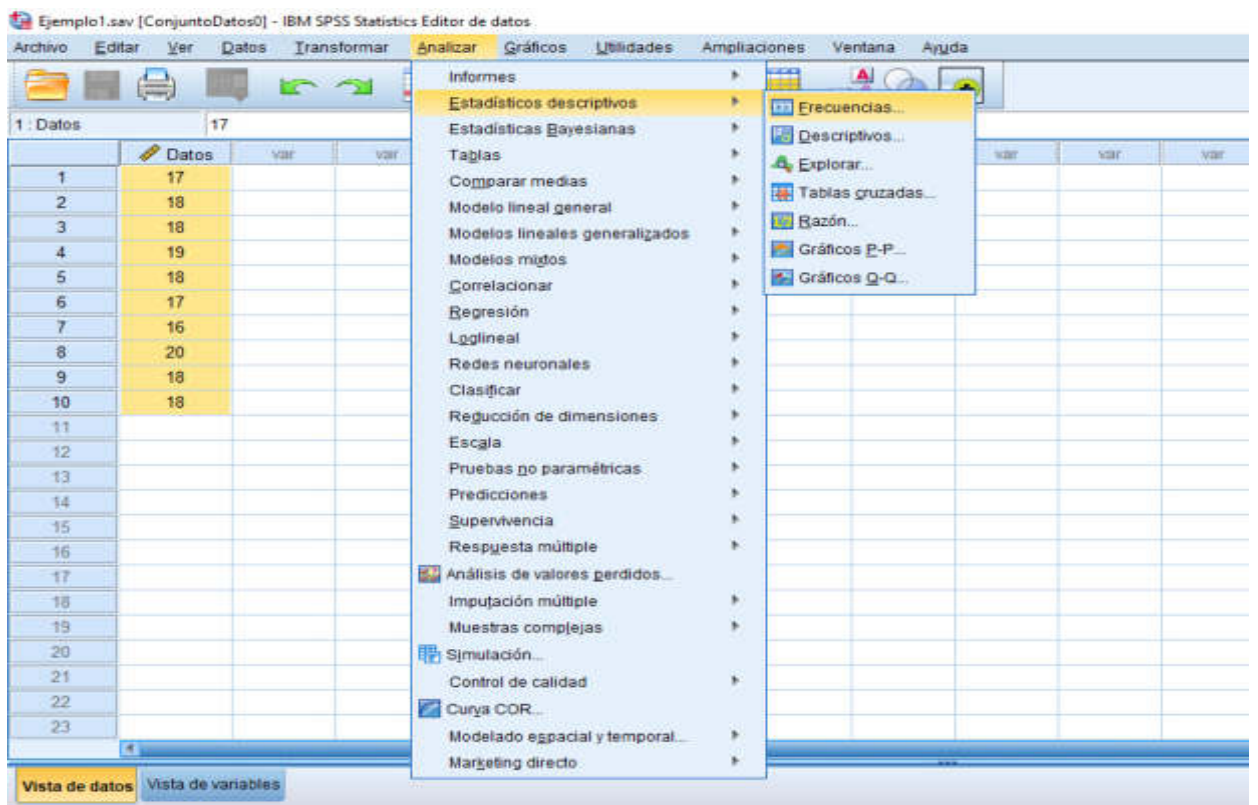 Ejemplo1.sav [ConjuntoDatos0] - IBM SPSS Statistics Editor de datos
Archivo Editar Ver Datos Transformar Analizar Gráficos Utilidades Ampliaciones Ventana Ayuda
1 : Datos 17
Datos var var var var var
1 17
2 18
3 18
4 19
5 18
6 17
7 16
8 20
9 18
10 18
11
12
13
14
15
16
17
18
19
20
21
22
23
Informes
Estadísticos descriptivos
Estadísticas Bayesianas
Tablas
Comparar medias
Modelo lineal general
Modelos lineales generalizados
Modelos mixtos
Correlacionar
Regresión
Loglineal
Redes neuronales
Clasificar
Reducción de dimensiones
Escala
Pruebas no paramétricas
Predicciones
Supervivencia
Respuesta múltiple
Análisis de valores perdidos...
Imputación múltiple
Muestras complejas
Simulación...
Control de calidad
Curva COR...
Modelado espacial y temporal...
Marketing directo
Frecuencias...
Descriptivos...
Explorar...
Tablas cruzadas...
Razón...
Gráficos P-P...
Gráficos Q-Q...
Vista de datos Vista de variables